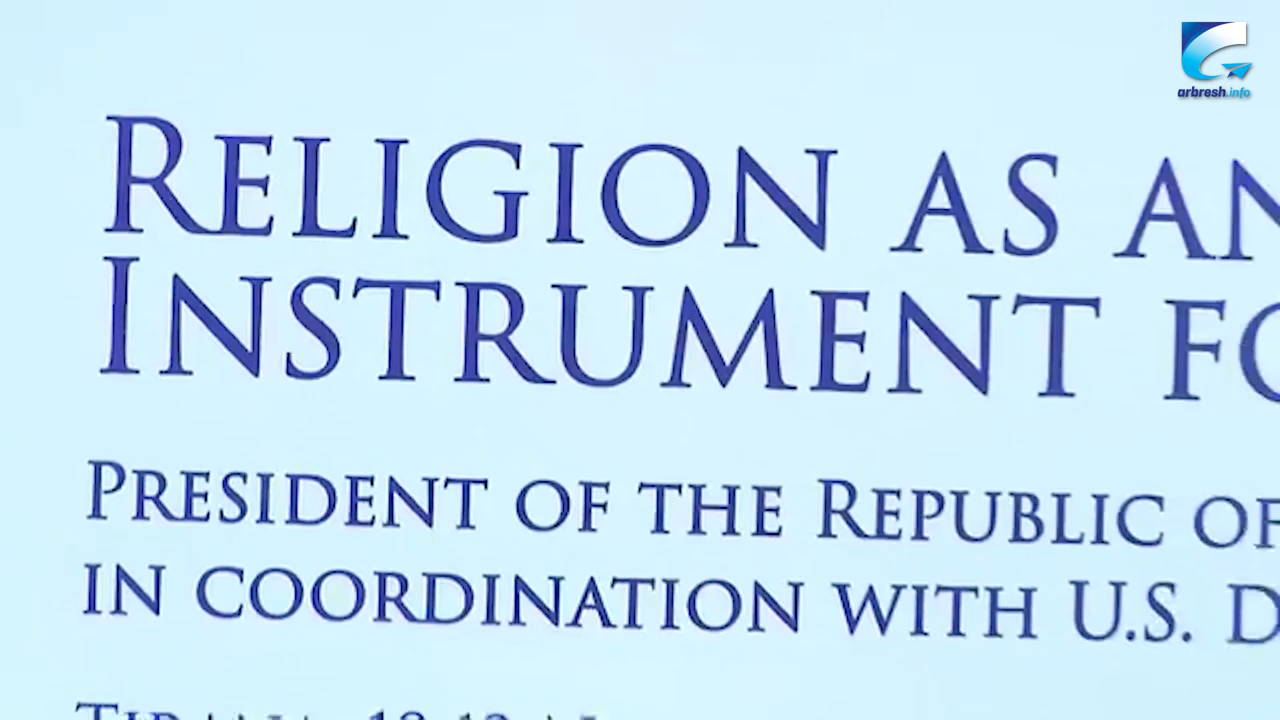 arbresh.info
RELIGION AS AN
INSTRUMENT FO
PRESIDENT OF THE REPUBLIC OF
IN COORDINATION WITH U.S. D